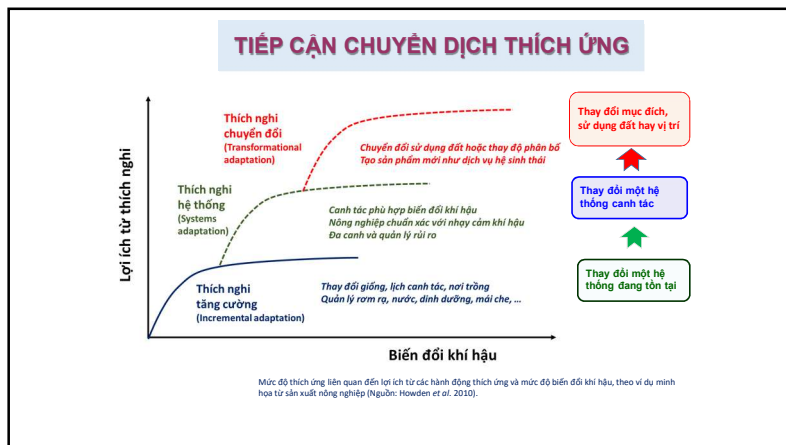 TIẾP CẬN CHUYỂN DỊCH THÍCH ỨNG
Lợi ích từ thích nghi
Thích nghi
chuyển đổi
(Transformational
adaptation)
Chuyển đổi sử dụng đất hoặc thay độ phân bố
Tạo sản phẩm mới như dịch vụ hệ sinh thái
Thích nghi
hệ thống
(Systems
adaptation)
Canh tác phù hợp biến đổi khí hậu
Nông nghiệp chuẩn xác với nhạy cảm khí hậu
Đa canh và quản lý rủi ro
Thích nghi
tăng cường
(Incremental adaptation)
Thay đổi giống, lịch canh tác, nơi trồng
Quản lý rơm rạ, nước, dinh dưỡng, mái che, ...
Biến đổi khí hậu
Thay đổi mục đích,
sử dụng đất hay vị trí
Thay đổi một hệ
thống canh tác
Thay đổi một hệ
thống đang tồn tại
Mức độ thích ứng liên quan đến lợi ích từ các hành động thích ứng và mức độ biến đổi khí hậu, theo ví dụ minh
họa từ sản xuất nông nghiệp (Nguồn: Howden et al. 2010).